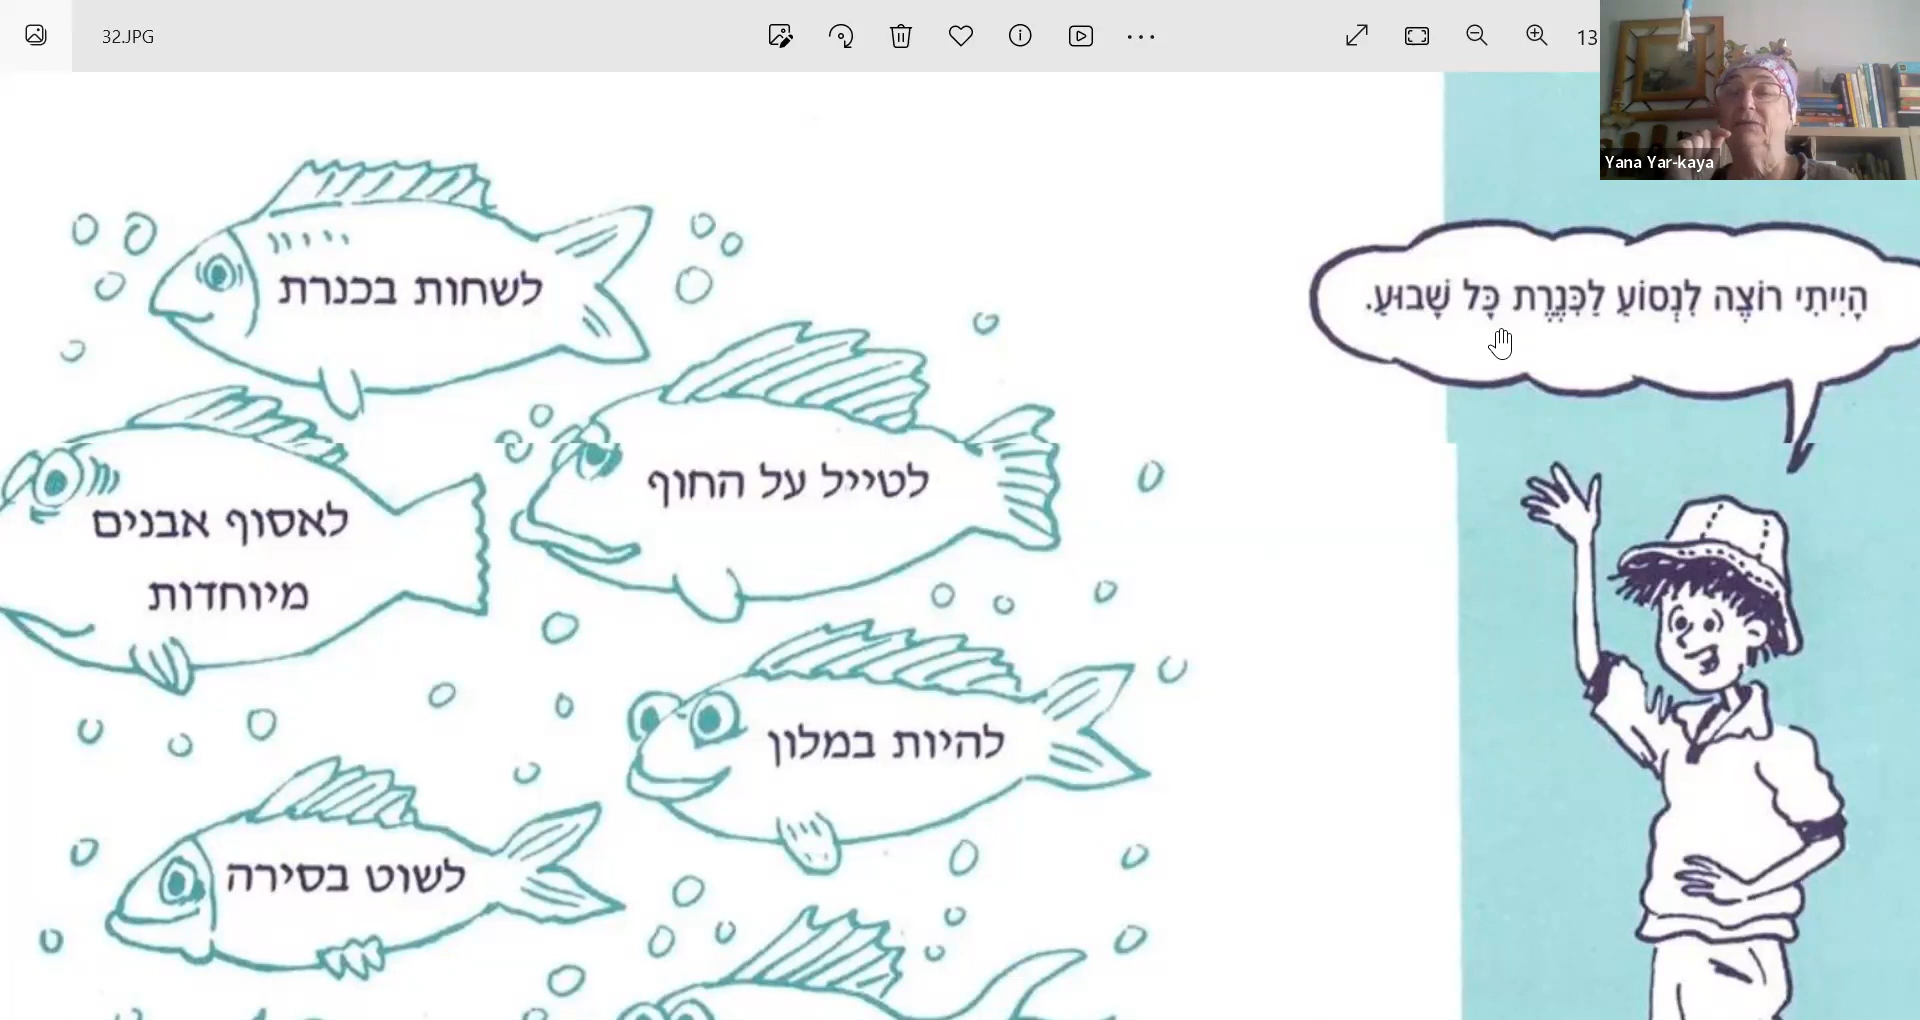 32.JPG
13
Yana Yar-kaya
הָיִיתִי רוֹצֶה לִנְסוֹעַ לַכִּנֶּרֶת כָּל שָׁבוּעַ.
לשחות בכנרת
לטייל על החוף
לאסוף אבנים
מיוחדות
להיות במלון
לשוט בסירה